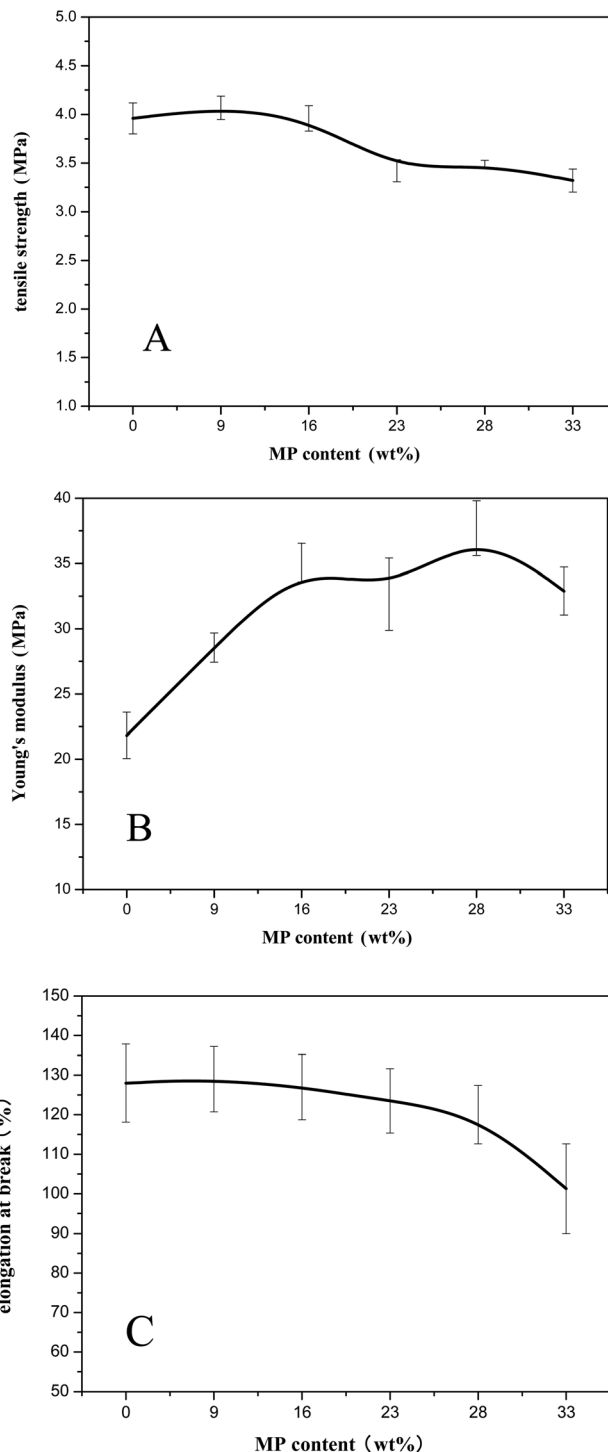 5.0
4.5
4.0
3.5
3.0
2.5
2.0
1.5
1.0
tensile strength (MPa)
A
0 9 16 23 28 33
MP content (wt%)
40
35
30
25
20
15
10
Young's modulus (MPa)
B
0 9 16 23 28 33
MP content (wt%)
150
140
130
120
110
100
90
80
70
60
50
elongation at break (%)
C
0 9 16 23 28 33
MP content (wt%)